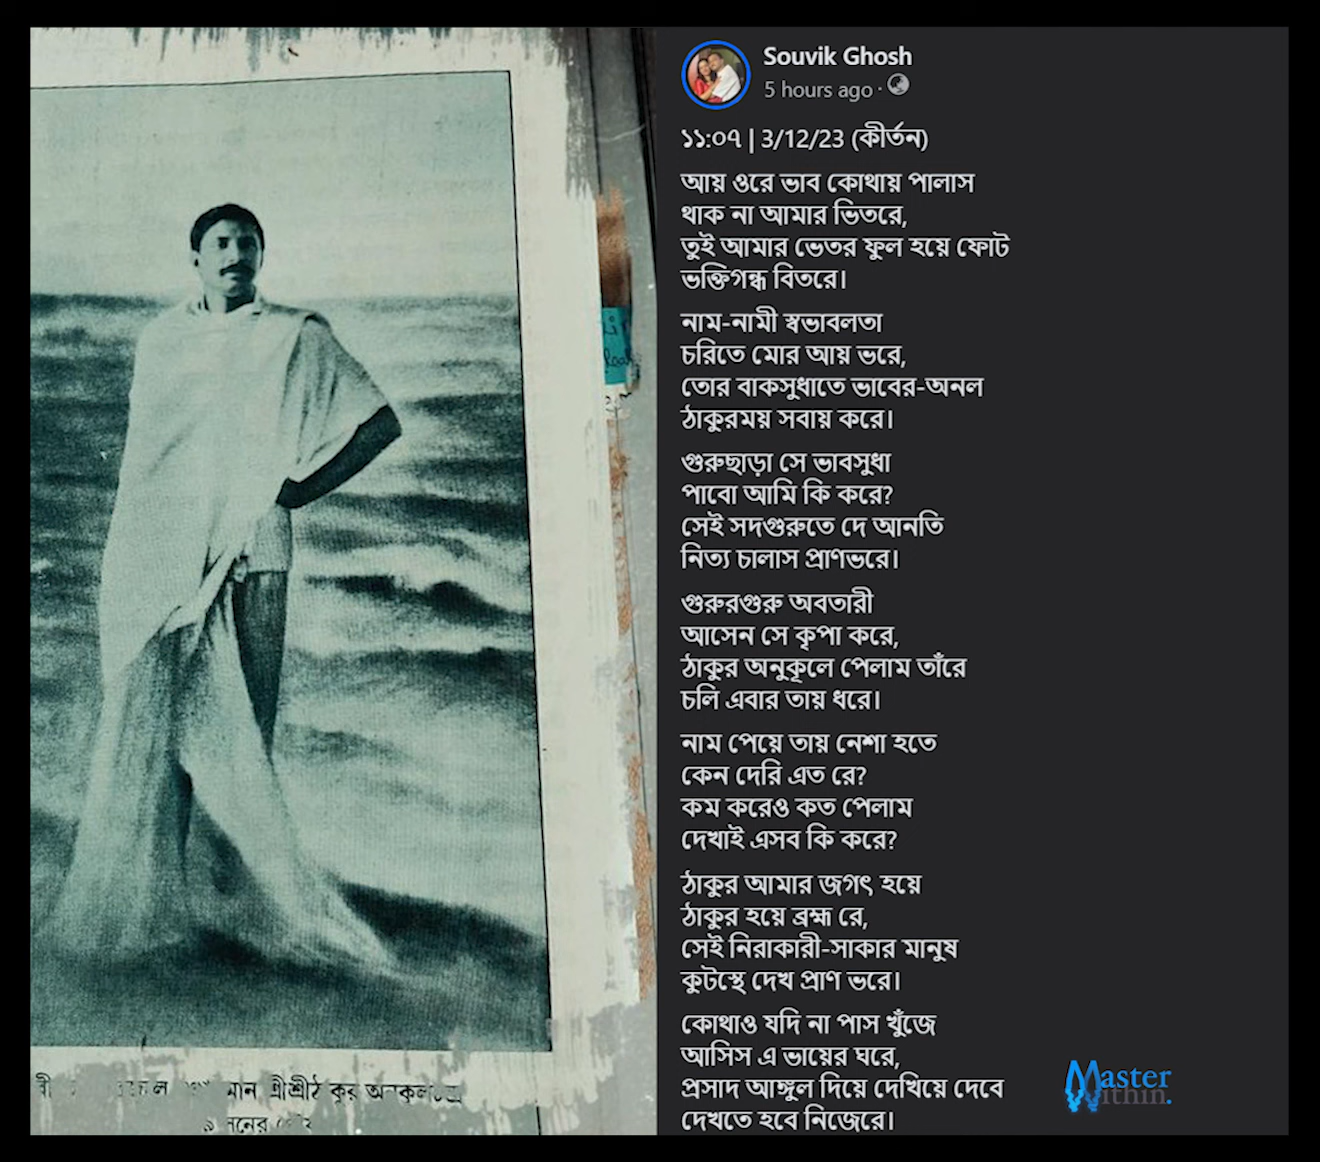 Souvik Ghosh
5 hours ago ·
১১:০৭ | 3/12/23 (কীর্তন)
আয় ওরে ভাব কোথায় পালাস
থাক না আমার ভিতরে,
তুই আমার ভেতর ফুল হয়ে ফোট
ভক্তিগন্ধ বিতরে।
নাম-নামী স্বভাবলতা
চরিতে মোর আয় ভরে,
তোর বাকসুধাতে ভাবের-অনল
ঠাকুরময় সবায় করে।
গুরুছাড়া সে ভাবসুধা
পাবো আমি কি করে?
সেই সদগুরুতে দে আনতি
নিত্য চালাস প্রাণভরে।
গুরুরগুরু অবতারী
আসেন সে কৃপা করে,
ঠাকুর অনুকূলে পেলাম তাঁরে
চলি এবার তায় ধরে।
নাম পেয়ে তায় নেশা হতে
কেন দেরি এত রে?
কম করেও কত পেলাম
দেখাই এসব কি করে?
ঠাকুর আমার জগৎ হয়ে
ঠাকুর হয়ে ব্রহ্ম রে,
সেই নিরাকারী-সাকার মানুষ
কুটস্থে দেখ প্রাণ ভরে।
কোথাও যদি না পাস খুঁজে
আসিস এ ভায়ের ঘরে,
প্রসাদ আঙ্গুল দিয়ে দেখিয়ে দেবে
দেখতে হবে নিজেরে।
Master
Within.
মান শ্রীশ্রীঠাকুর